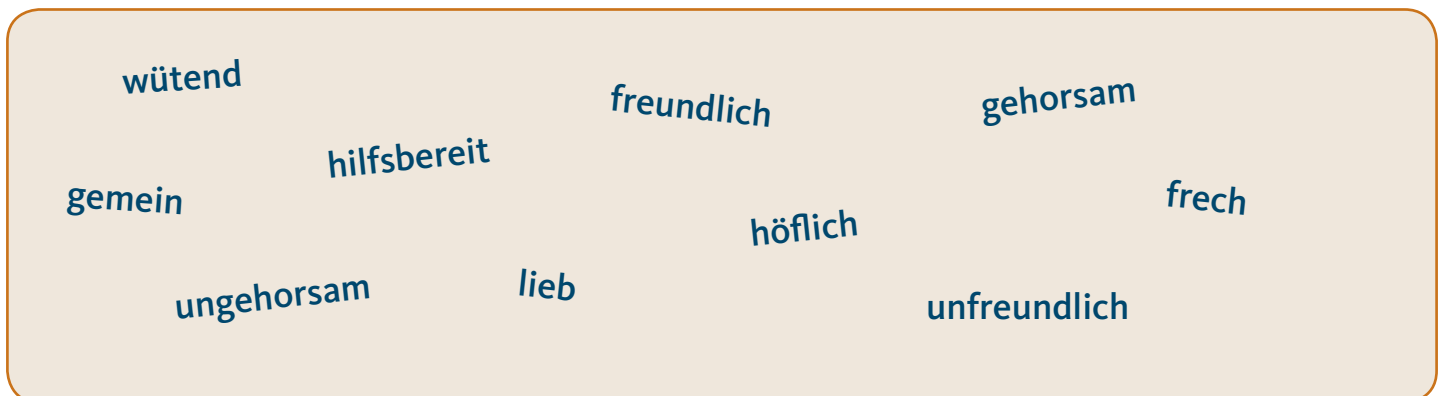 wütend
freundlich
gehorsam
hilfsbereit
gemein
frech
höflich
ungehorsam
lieb
unfreundlich